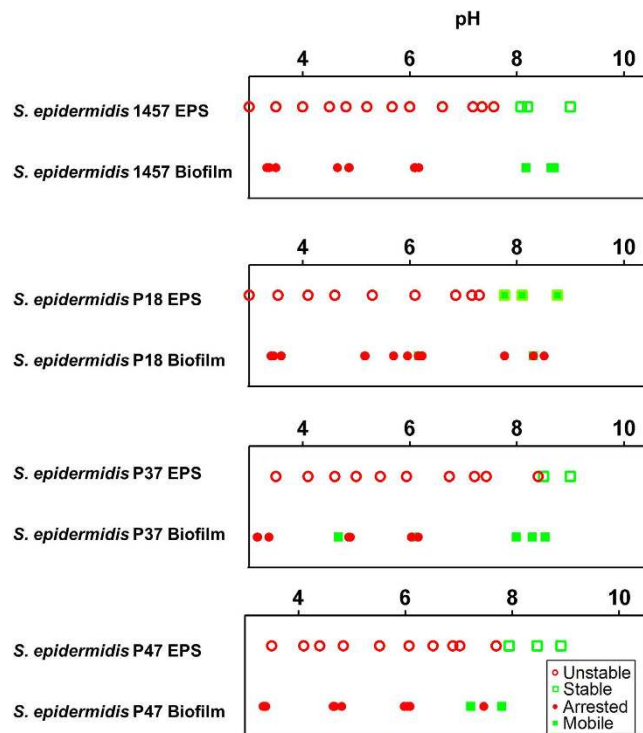 pH
4 6 8 10
S. epidermidis 1457 EPS
S. epidermidis 1457 Biofilm
4 6 8 10
S. epidermidis P18 EPS
S. epidermidis P18 Biofilm
4 6 8 10
S. epidermidis P37 EPS
S. epidermidis P37 Biofilm
4 6 8 10
S. epidermidis P47 EPS
S. epidermidis P47 Biofilm
Unstable
Stable
Arrested
Mobile